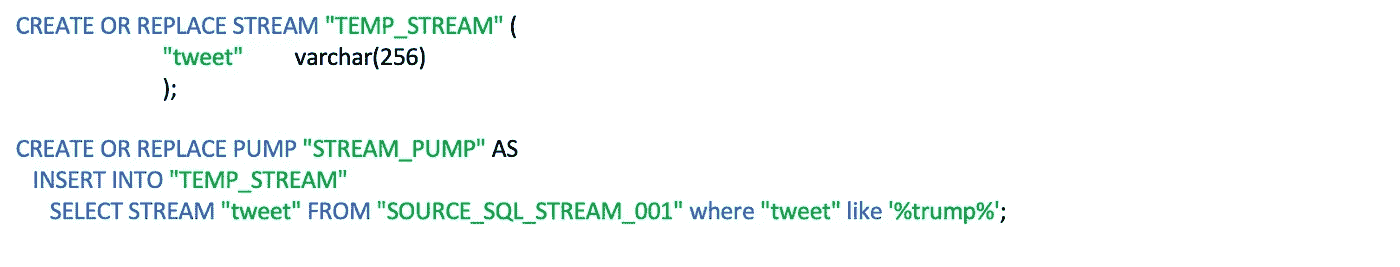 CREATE OR REPLACE STREAM "TEMP_STREAM" (
"tweet" varchar(256)
);
CREATE OR REPLACE PUMP "STREAM_PUMP" AS
INSERT INTO "TEMP_STREAM"
SELECT STREAM "tweet" FROM "SOURCE_SQL_STREAM_001" where "tweet" like '%trump%';